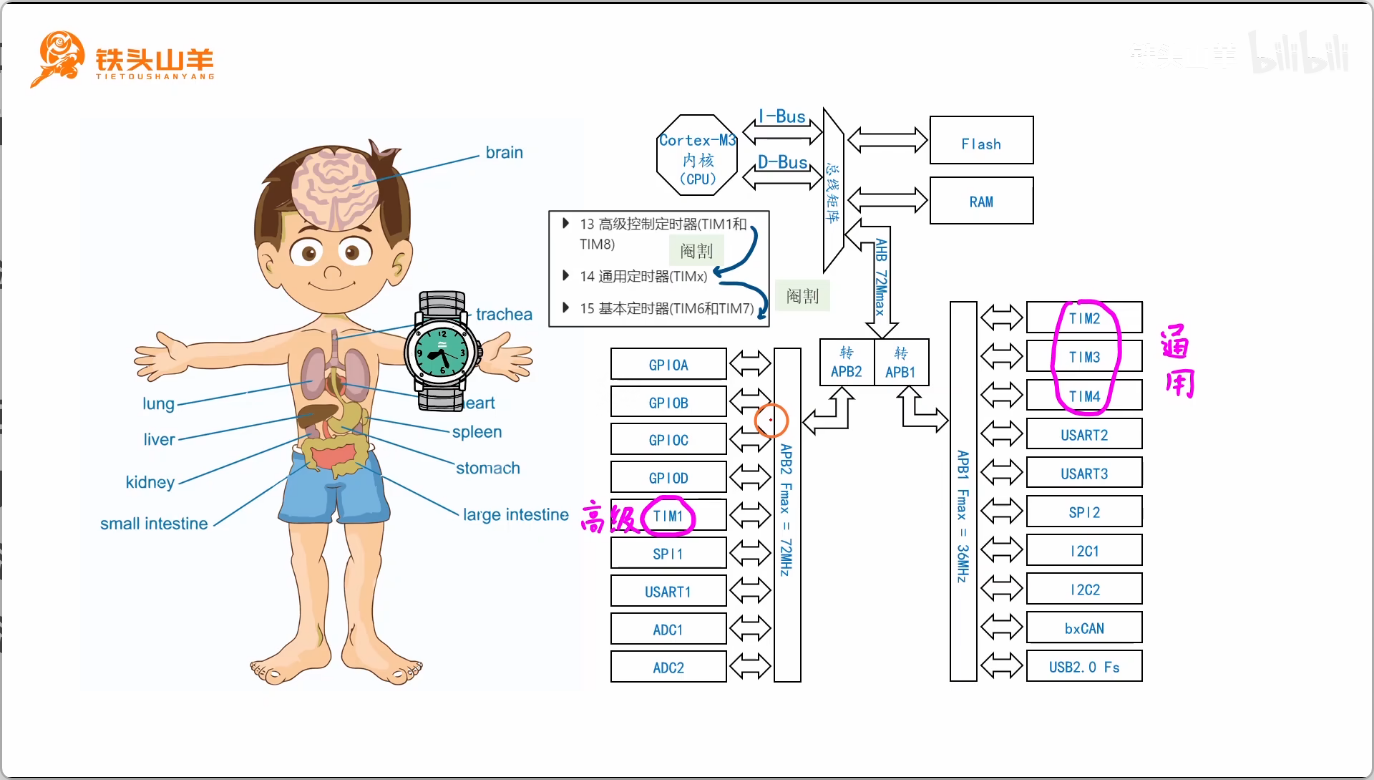 铁头山羊
TIETOUSHANYANG
bilibili
brain
trachea
lung
heart
liver
spleen
stomach
kidney
large intestine
small intestine
13 高级控制定时器(TIM1和
TIM8)
阉割
14 通用定时器(TIMx)
阉割
15 基本定时器(TIM6和TIM7)
Cortex-M3
内核
(CPU)
I-Bus
D-Bus
总线矩阵
Flash
RAM
AHB 72Mmax
转
APB2
转
APB1
GPIOA
GPIOB
GPIOC
GPIOD
高级
TIM1
SPI1
USART1
ADC1
ADC2
APB2 Fmax = 72MHz
APB1 Fmax = 36MHz
TIM2
TIM3
TIM4
通用
USART2
USART3
SPI2
I2C1
I2C2
bxCAN
USB2.0 Fs